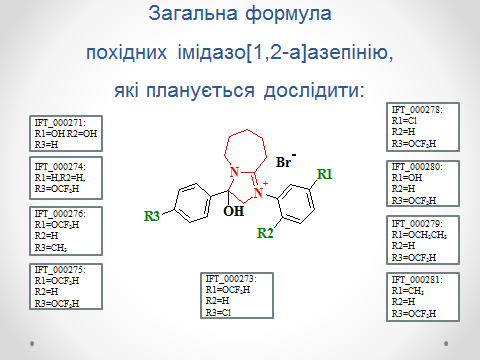 Загальна формула
похідних імідазо[1,2-а]азепінію,
які планується дослідити:
IFT_000271:
R1=OH R2=OH
R3=H
IFT_000274:
R1=H,R2=H,
R3=OCF₂H
IFT_000276:
R1=OCF₂H
R2=H
R3=CH₃
IFT_000275:
R1=OCF₂H
R2=H
R3=OCF₂H
N
N
+
Br⁻
OH
R1
R2
R3
IFT_000273:
R1=OCF₂H
R2=H
R3=Cl
IFT_000278:
R1=Cl
R2=H
R3=OCF₂H
IFT_000280:
R1=OH
R2=H
R3=OCF₂H
IFT_000279:
R1=OCH₂CH₃
R2=H
R3=OCF₂H
IFT_000281:
R1=CH₃
R2=H
R3=OCF₂H